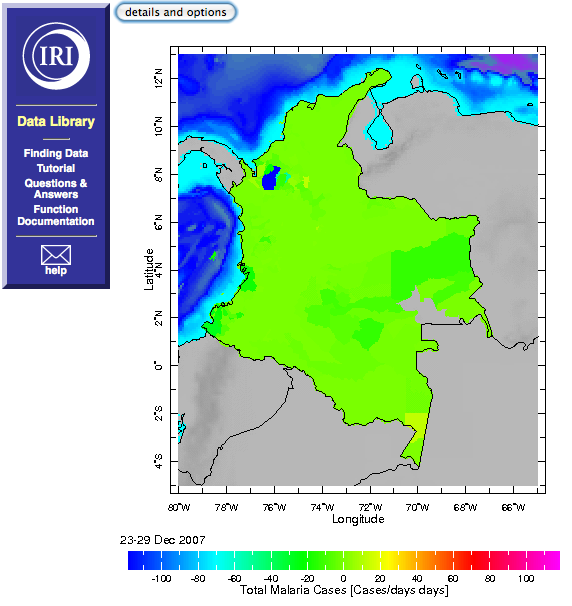 details and options
IRI
Data Library
Finding Data
Tutorial
Questions &
Answers
Function
Documentation
help
Latitude
12°N
10°N
8°N
6°N
4°N
2°N
0°
2°S
4°S
80°W 78°W 76°W 74°W 72°W 70°W 68°W 66°W
Longitude
23-29 Dec 2007
-100 -80 -60 -40 -20 0 20 40 60 80 100
Total Malaria Cases [Cases/days days]